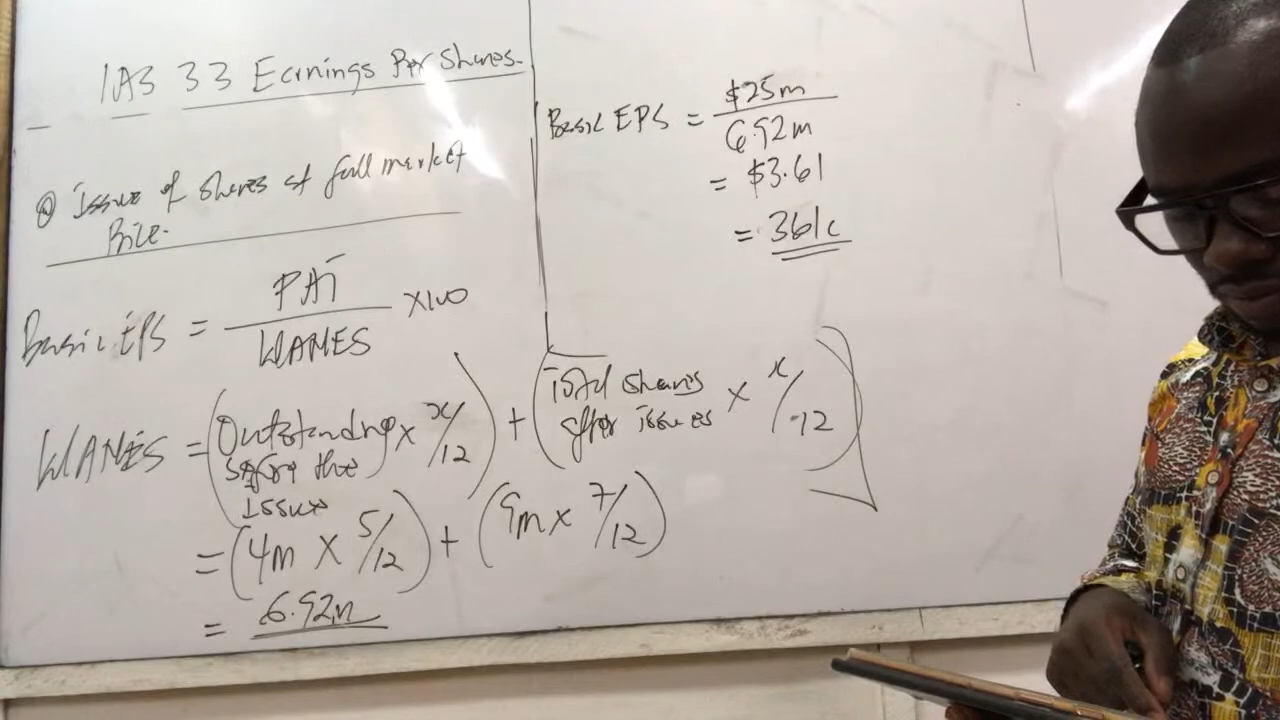 IAS 33 Earnings Per Shares.
@ Issue of Shares at full market
Price.
Basic EPS = PAT / WANES X100
WANES = (Outstanding before the issues x x/12) + (Total shares after issues x x/12)
= (4m X 5/12) + (9m x 7/12)
= 6.92m
Basic EPS = $25m / 6.92m
= $3.61
= 361c